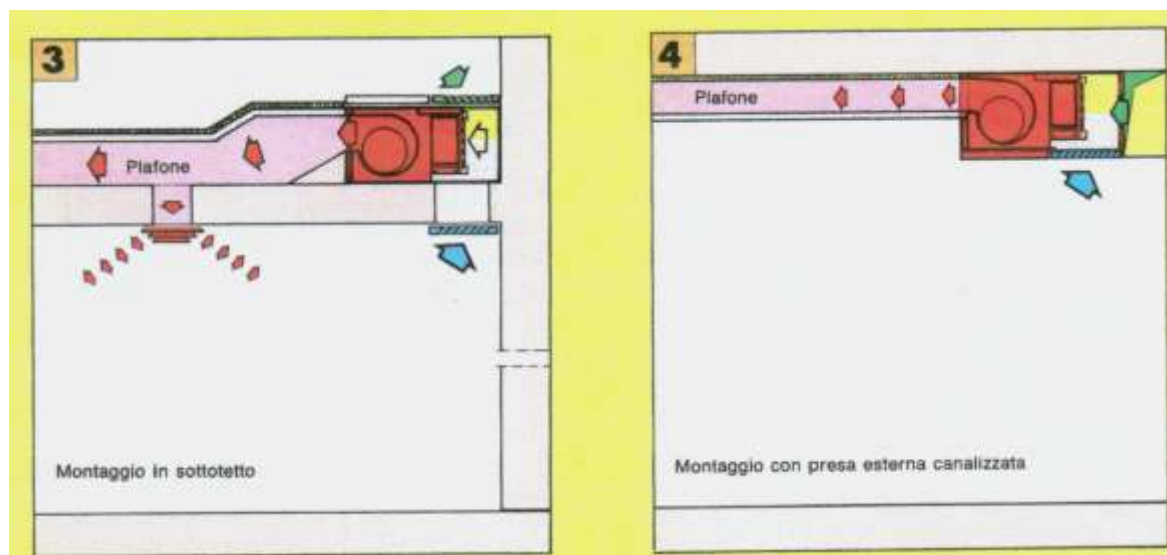 3
Plafone
Montaggio in sottotetto
4
Plafone
Montaggio con presa esterna canalizzata